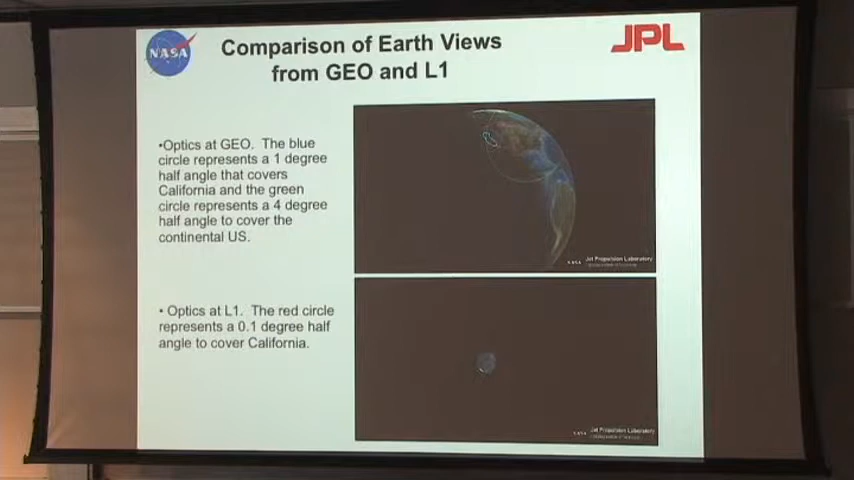 NASA
Comparison of Earth Views
from GEO and L1
JPL
•Optics at GEO. The blue
circle represents a 1 degree
half angle that covers
California and the green
circle represents a 4 degree
half angle to cover the
continental US.
NASA Jet Propulsion Laboratory
• Optics at L1. The red circle
represents a 0.1 degree half
angle to cover California.
NASA Jet Propulsion Laboratory